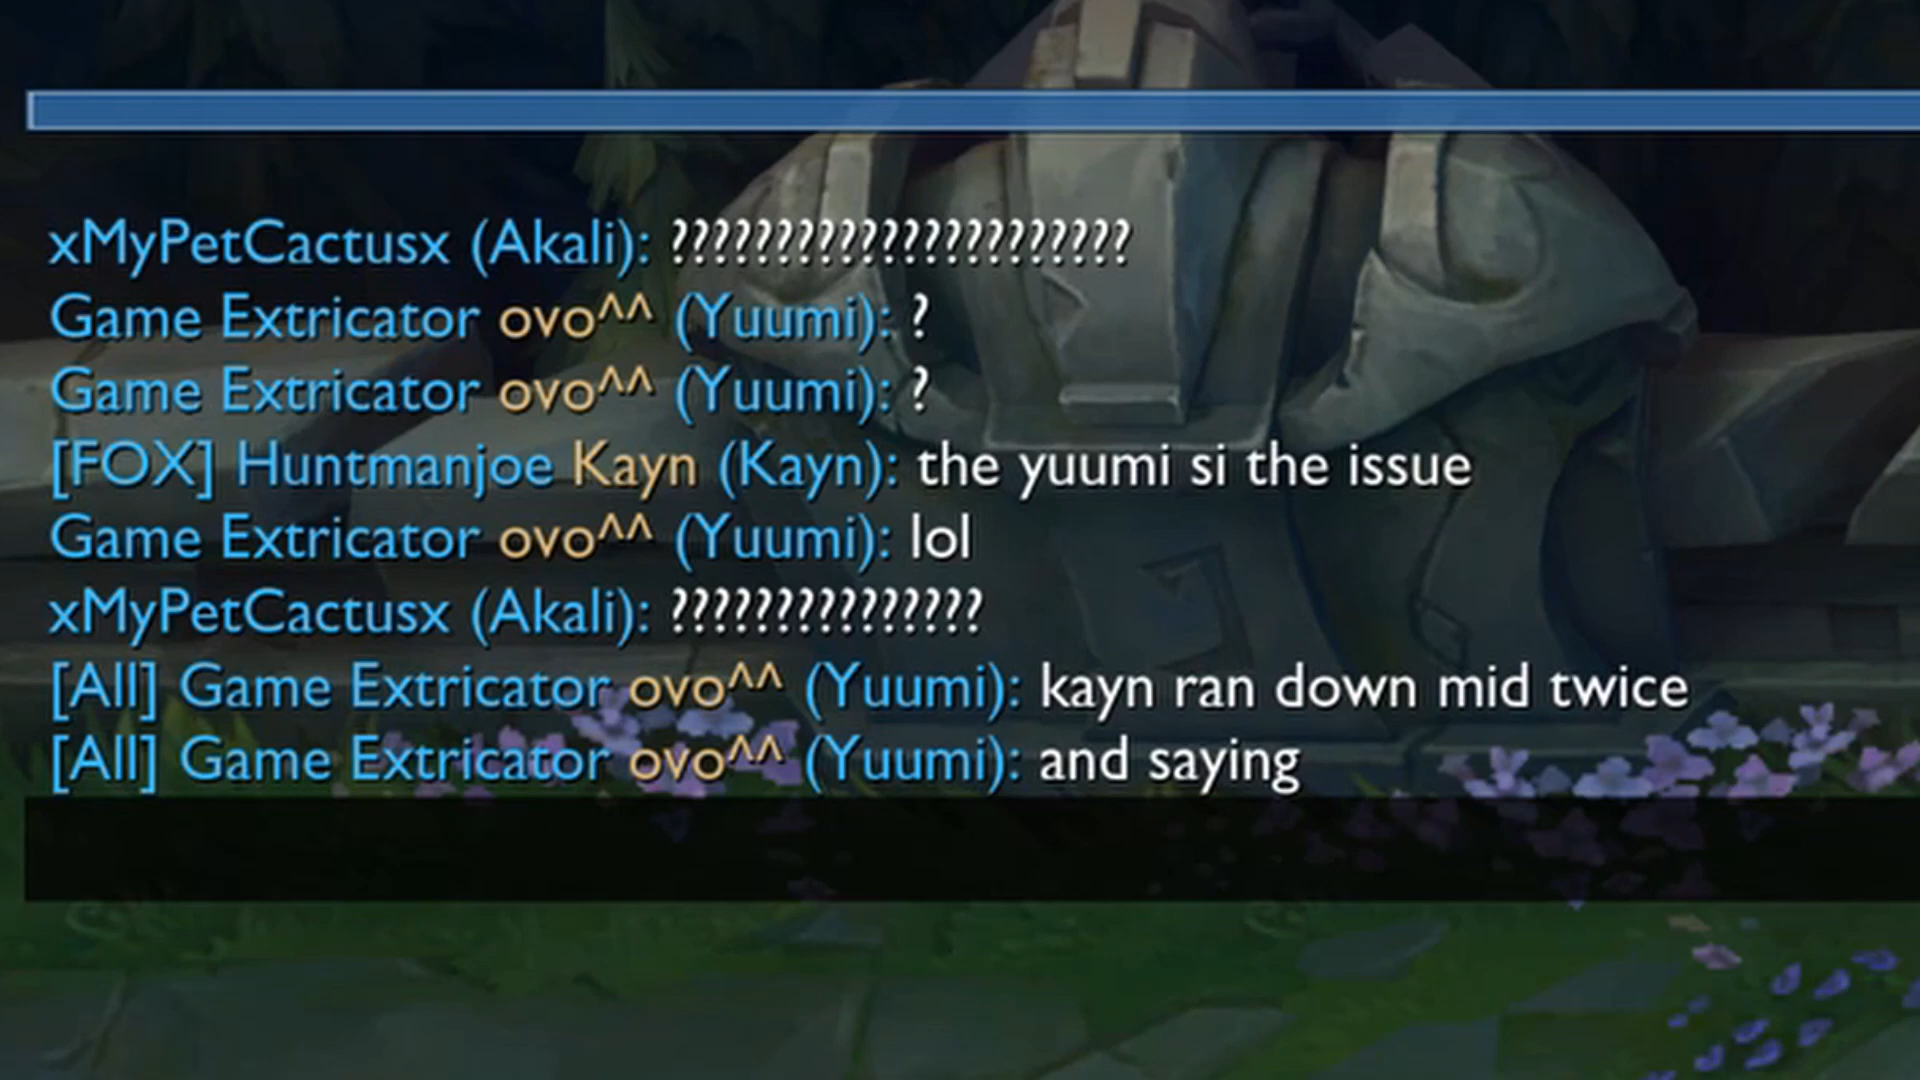 xMyPetCactusx (Akali): ??????????????????????
Game Extricator ovo^^ (Yuumi): ?
Game Extricator ovo^^ (Yuumi): ?
[FOX] Huntmanjoe Kayn (Kayn): the yuumi si the issue
Game Extricator ovo^^ (Yuumi): lol
xMyPetCactusx (Akali): ???????????????
[All] Game Extricator ovo^^ (Yuumi): kayn ran down mid twice
[All] Game Extricator ovo^^ (Yuumi): and saying